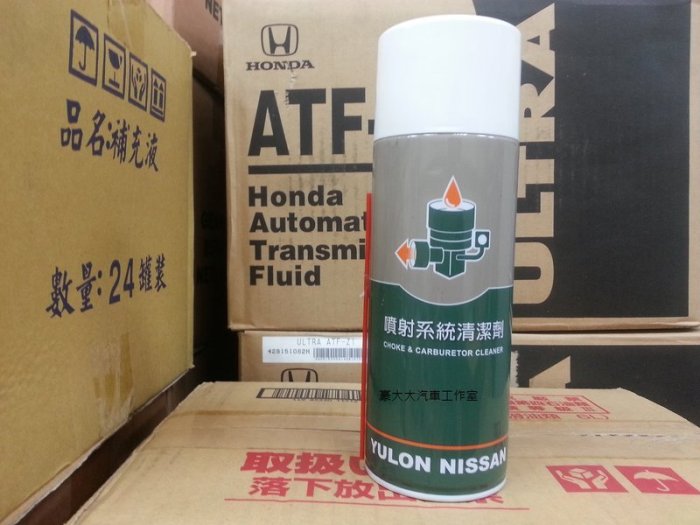 品名:補充液
數量:24罐裝
HONDA
ATF-
Honda
Automat
Transmi
Fluid
ULTRA
ULTRA ATF-Z1
噴射系統清潔劑
CHOKE & CARBURETOR CLEANER
豪大大汽車工作室
YULON NISSAN
取扱
落下放